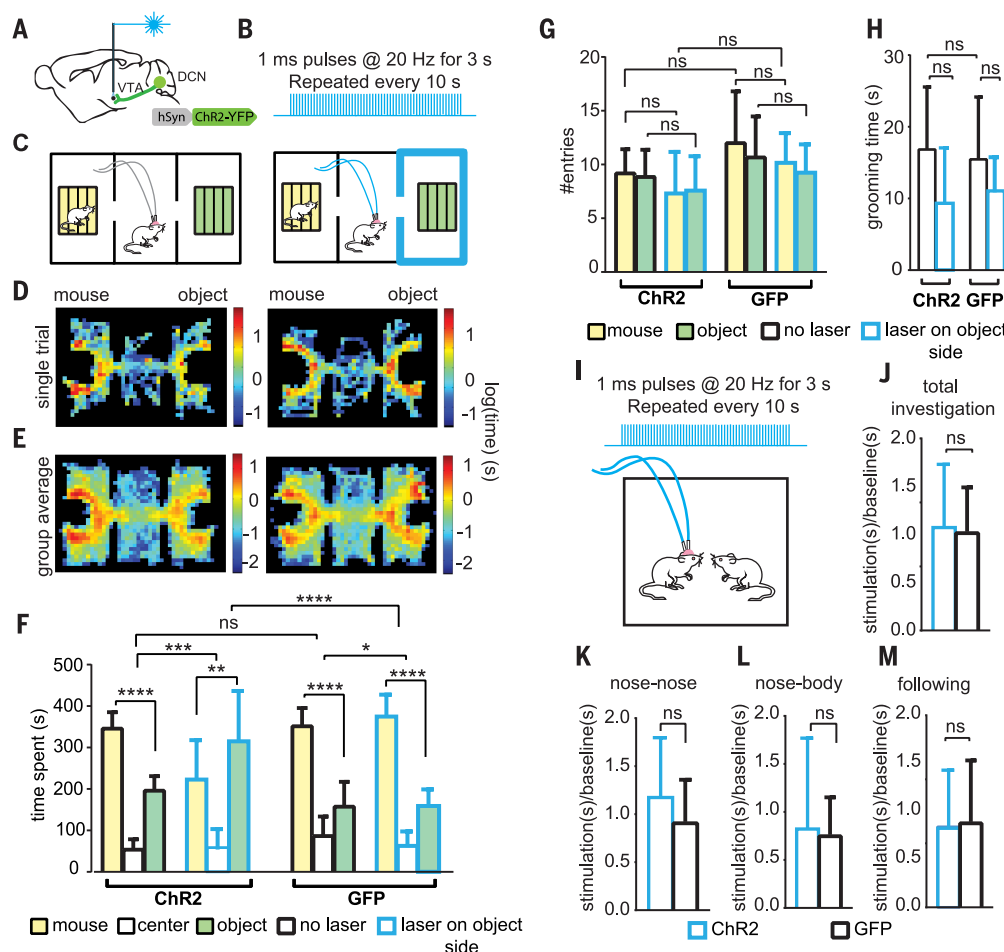 A
VTA
DCN
hSyn
ChR2-YFP
B
1 ms pulses @ 20 Hz for 3 s
Repeated every 10 s
C
D
mouse
object
mouse
object
single trial
1
0
-1
1
0
-1
log(time) (s)
E
group average
1
0
-1
-2
1
0
-1
-2
F
time spent (s)
500
400
300
200
100
0
****
***
**
****
ns
****
*
****
ChR2
GFP
mouse
center
object
no laser
laser on object
side
G
#entries
20
15
10
5
0
ns
ns
ns
ns
ns
ns
ChR2
GFP
mouse
object
no laser
laser on object
side
H
grooming time (s)
30
20
10
0
ns
ns
ns
ChR2
GFP
I
1 ms pulses @ 20 Hz for 3 s
Repeated every 10 s
J
total
investigation
stimulation(s)/baseline(s)
2.0
1.5
1.0
0.5
0.0
ns
K
nose-nose
stimulation(s)/baseline(s)
2.0
1.5
1.0
0.5
0.0
ns
L
nose-body
stimulation(s)/baseline(s)
2.0
1.5
1.0
0.5
0.0
ns
M
following
stimulation(s)/baseline(s)
2.0
1.5
1.0
0.5
0.0
ns
ChR2
GFP